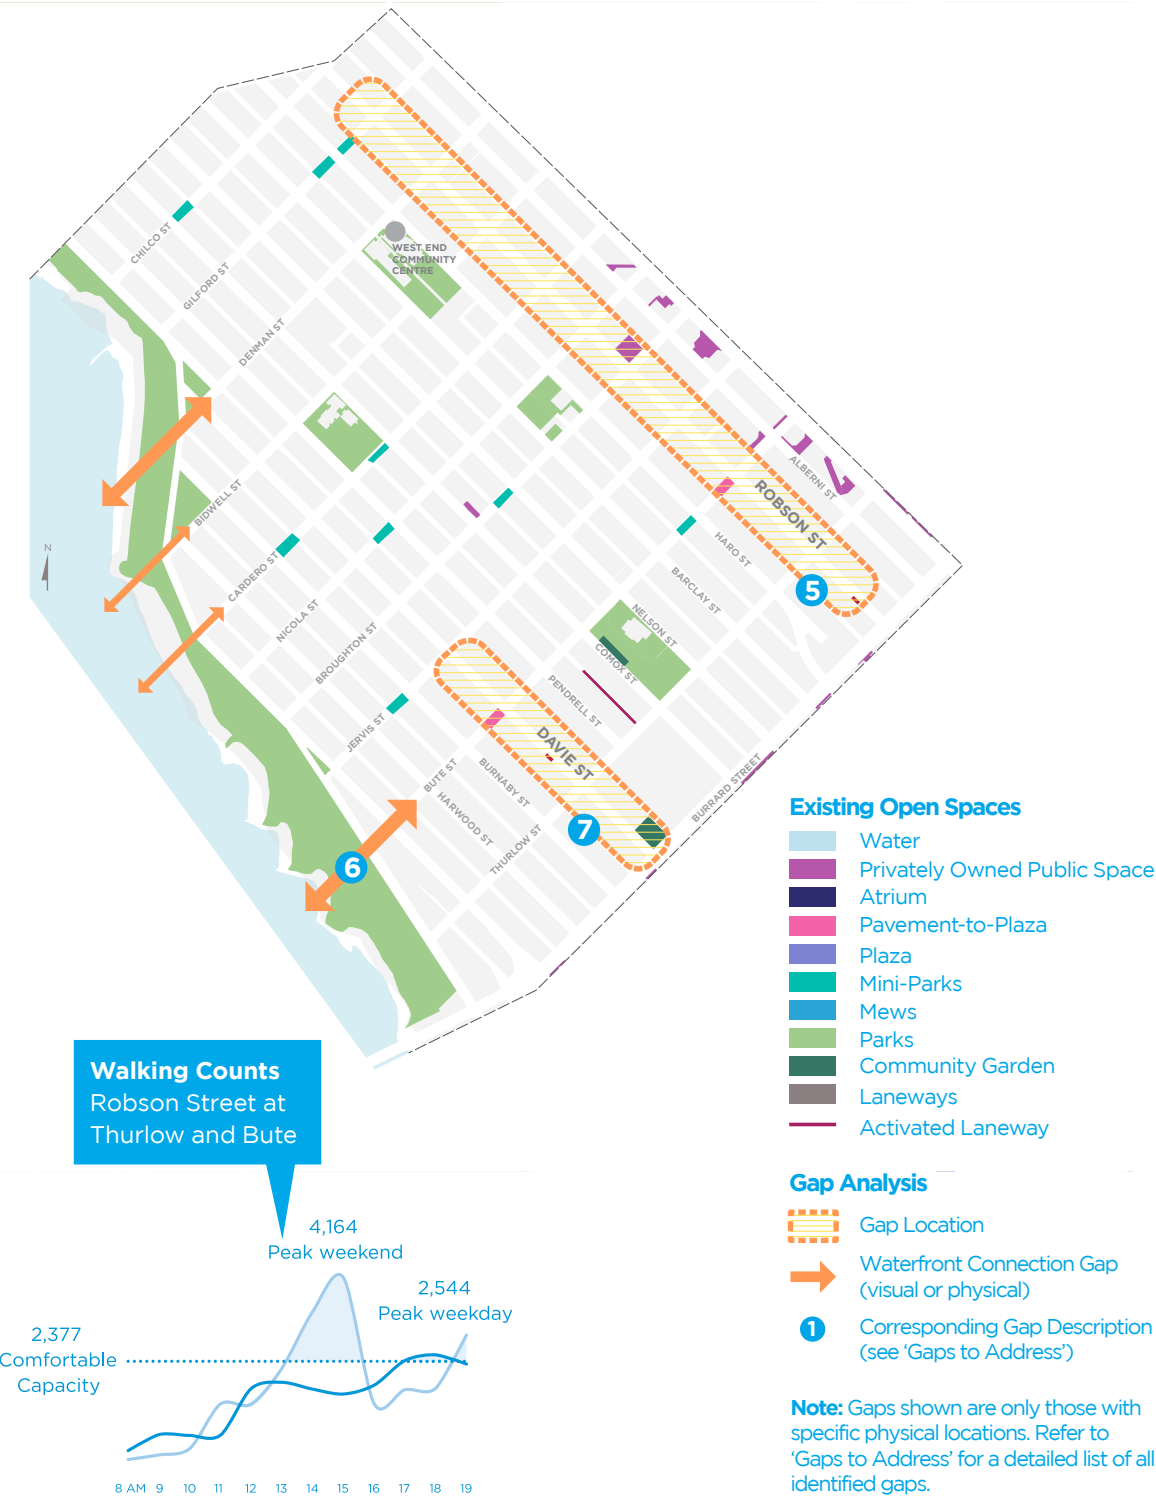 WEST END
COMMUNITY
CENTRE
CHILCO ST
GILFORD ST
DENMAN ST
BIDWELL ST
CARDERO ST
NICOLA ST
BROUGHTON ST
JERVIS ST
BUTE ST
BURNABY ST
HARWOOD ST
THURLOW ST
DAVIE ST
PENDRELL ST
COMOX ST
NELSON ST
BARCLAY ST
HARO ST
ROBSON ST
ALBERNI ST
BURRARD STREET
N
5
6
7
Existing Open Spaces
Water
Privately Owned Public Space
Atrium
Pavement-to-Plaza
Plaza
Mini-Parks
Mews
Parks
Community Garden
Laneways
Activated Laneway
Gap Analysis
Gap Location
Waterfront Connection Gap
(visual or physical)
1
Corresponding Gap Description
(see ‘Gaps to Address’)
Note: Gaps shown are only those with
specific physical locations. Refer to
‘Gaps to Address’ for a detailed list of all
identified gaps.
Walking Counts
Robson Street at
Thurlow and Bute
4,164
Peak weekend
2,544
Peak weekday
2,377
Comfortable
Capacity
8 AM 9 10 11 12 13 14 15 16 17 18 19